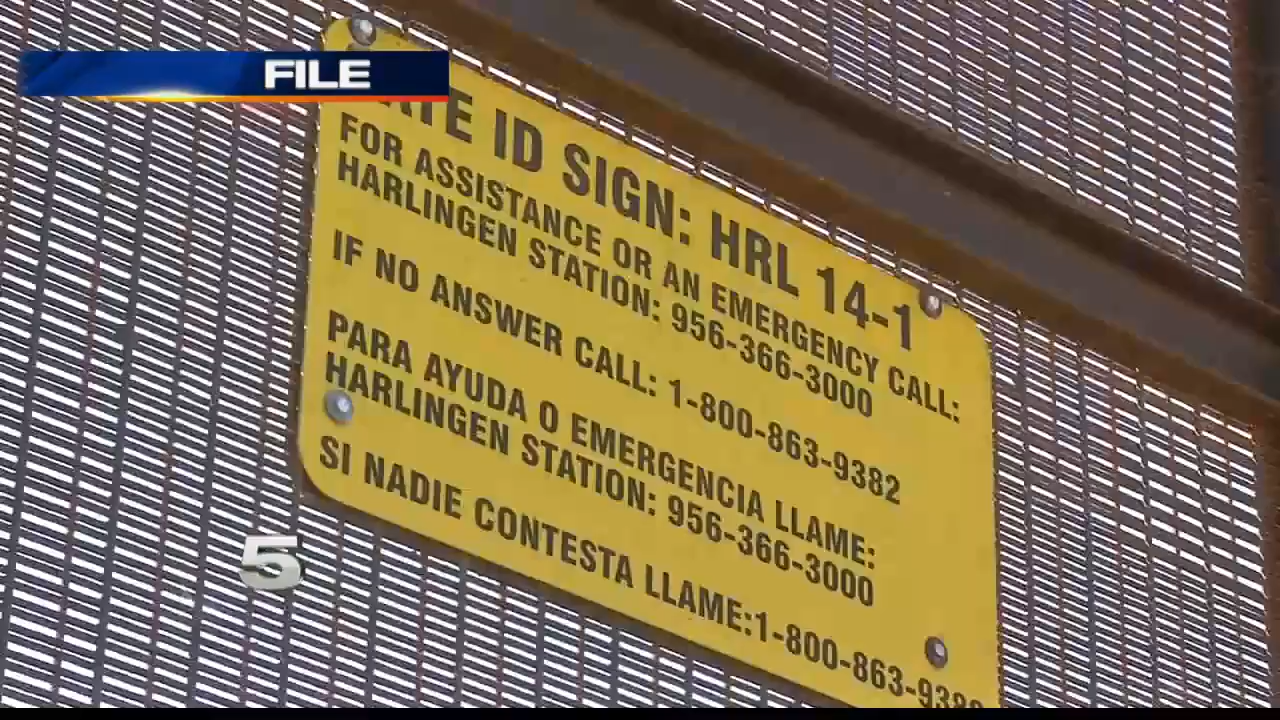 FILE
ID SIGN: HRL 14-1
FOR ASSISTANCE OR AN EMERGENCY CALL:
HARLINGEN STATION: 956-366-3000
IF NO ANSWER CALL: 1-800-863-9382
PARA AYUDA O EMERGENCIA LLAME:
HARLINGEN STATION: 956-366-3000
SI NADIE CONTESTA LLAME:1-800-863-9382
5